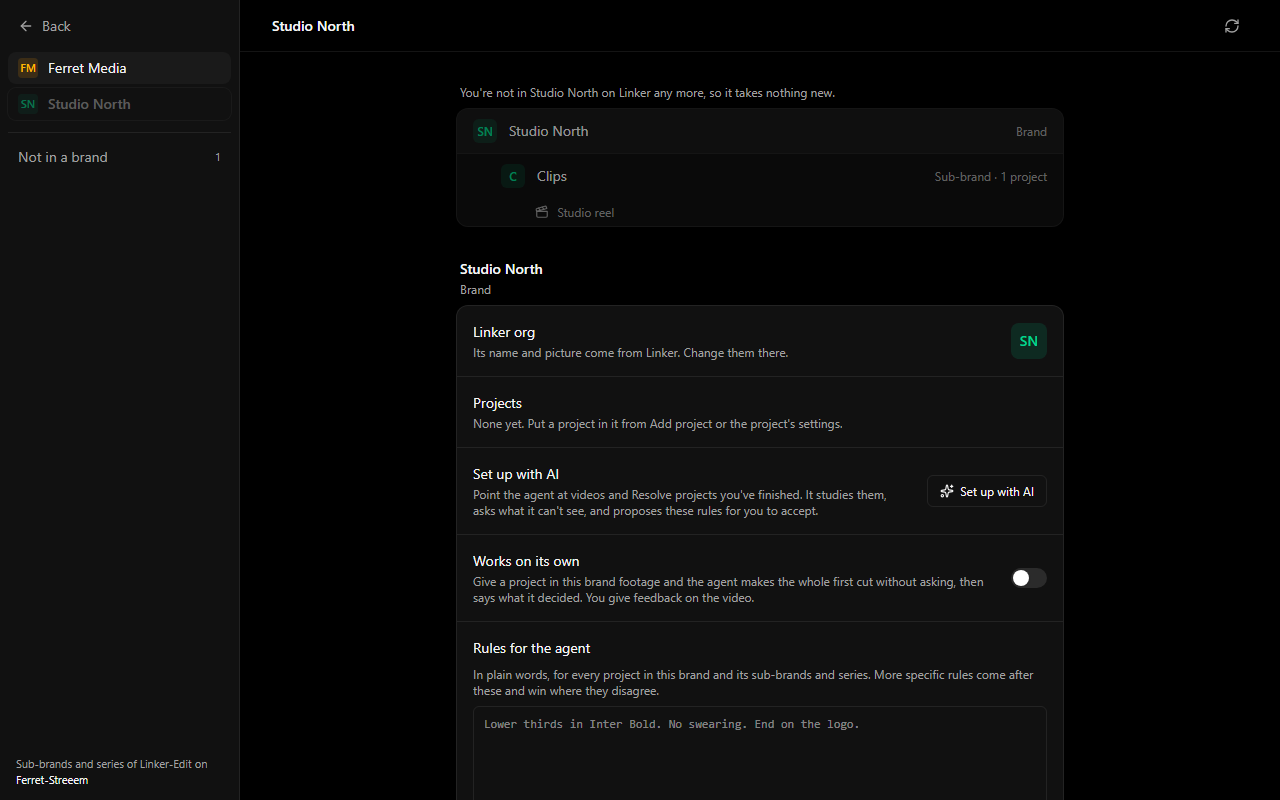 Back
FM Ferret Media
SN Studio North
Not in a brand 1
Sub-brands and series of Linker-Edit on
Ferret-Streeem
Studio North
You're not in Studio North on Linker any more, so it takes nothing new.
SN Studio North Brand
C Clips Sub-brand · 1 project
Studio reel
Studio North
Brand
Linker org
Its name and picture come from Linker. Change them there.
SN
Projects
None yet. Put a project in it from Add project or the project's settings.
Set up with AI
Point the agent at videos and Resolve projects you've finished. It studies them,
asks what it can't see, and proposes these rules for you to accept.
Set up with AI
Works on its own
Give a project in this brand footage and the agent makes the whole first cut without asking, then
says what it decided. You give feedback on the video.
Rules for the agent
In plain words, for every project in this brand and its sub-brands and series. More specific rules come after
these and win where they disagree.
Lower thirds in Inter Bold. No swearing. End on the logo.